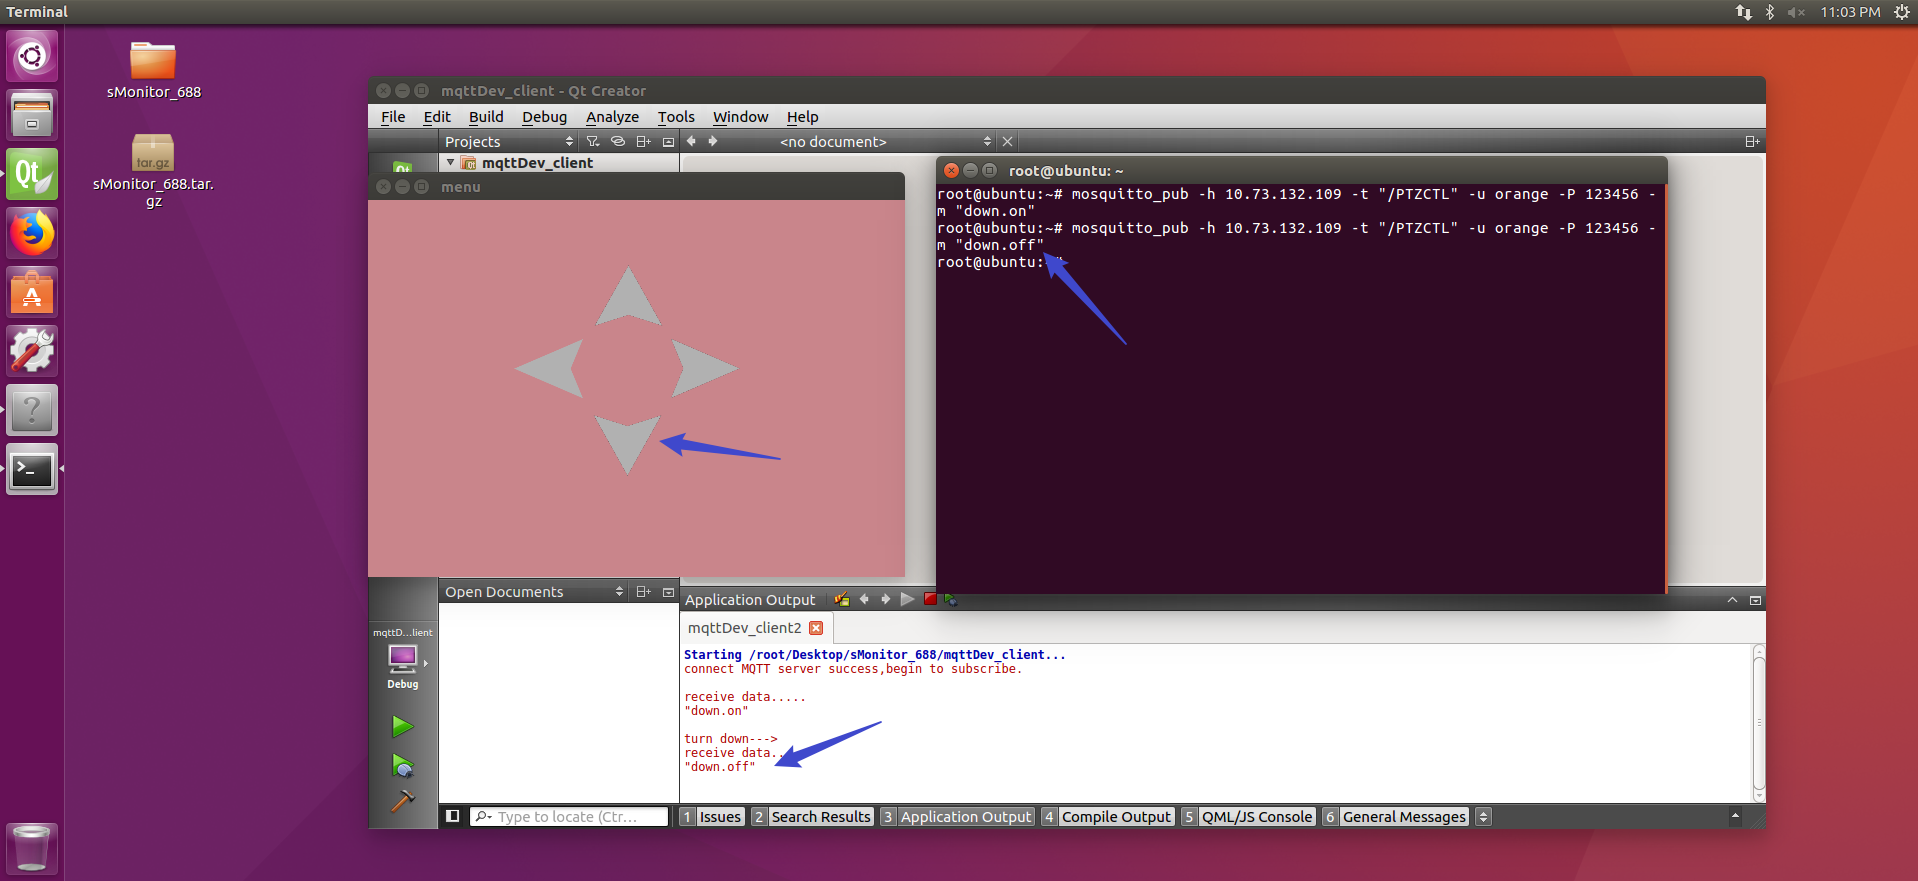 Terminal
11:03 PM
sMonitor_688
tar.gz
sMonitor_688.tar.
gz
Qt
mqttDev_client - Qt Creator
File Edit Build Debug Analyze Tools Window Help
Projects
<no document>
mqttDev_client
menu
root@ubuntu: ~
root@ubuntu:~# mosquitto_pub -h 10.73.132.109 -t "/PTZCTL" -u orange -P 123456 -
m "down.on"
root@ubuntu:~# mosquitto_pub -h 10.73.132.109 -t "/PTZCTL" -u orange -P 123456 -
m "down.off"
root@ubuntu:~
Open Documents
Application Output
mqttD...lient
Debug
mqttDev_client2
Starting /root/Desktop/sMonitor_688/mqttDev_client...
connect MQTT server success,begin to subscribe.
receive data.....
"down.on"
turn down--->
receive data..
"down.off"
Type to locate (Ctr...
1 Issues 2 Search Results 3 Application Output 4 Compile Output 5 QML/JS Console 6 General Messages